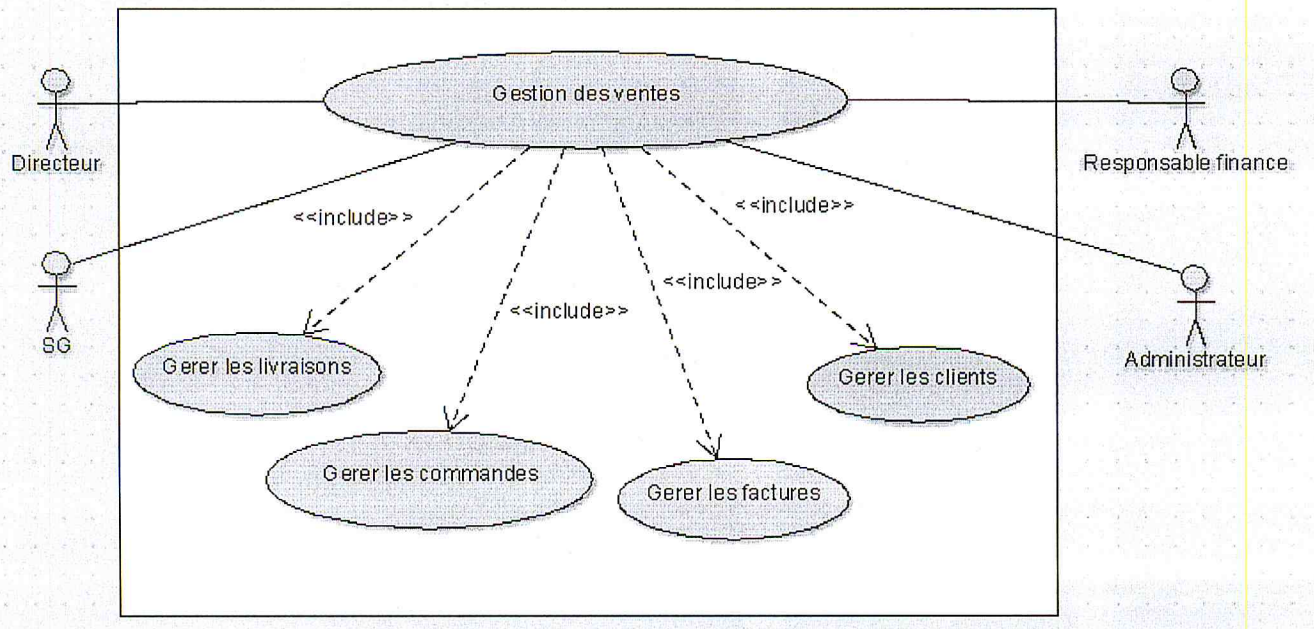 Gestion des ventes
Directeur
Responsable finance
<<include>>
<<include>>
<<include>>
<<include>>
SG
Administrateur
Gerer les livraisons
Gerer les clients
Gerer les commandes
Gerer les factures